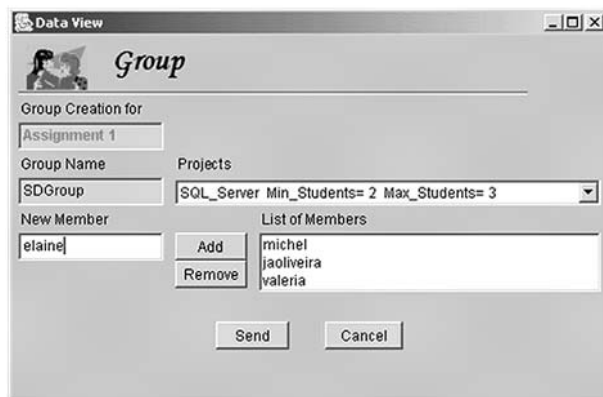 Data View
Group
Group Creation for
Assignment 1
Group Name
Projects
SDGroup
SQL_Server Min_Students= 2 Max_Students= 3
New Member
List of Members
elaine
Add
Remove
michel
jaoliveira
valeria
Send
Cancel